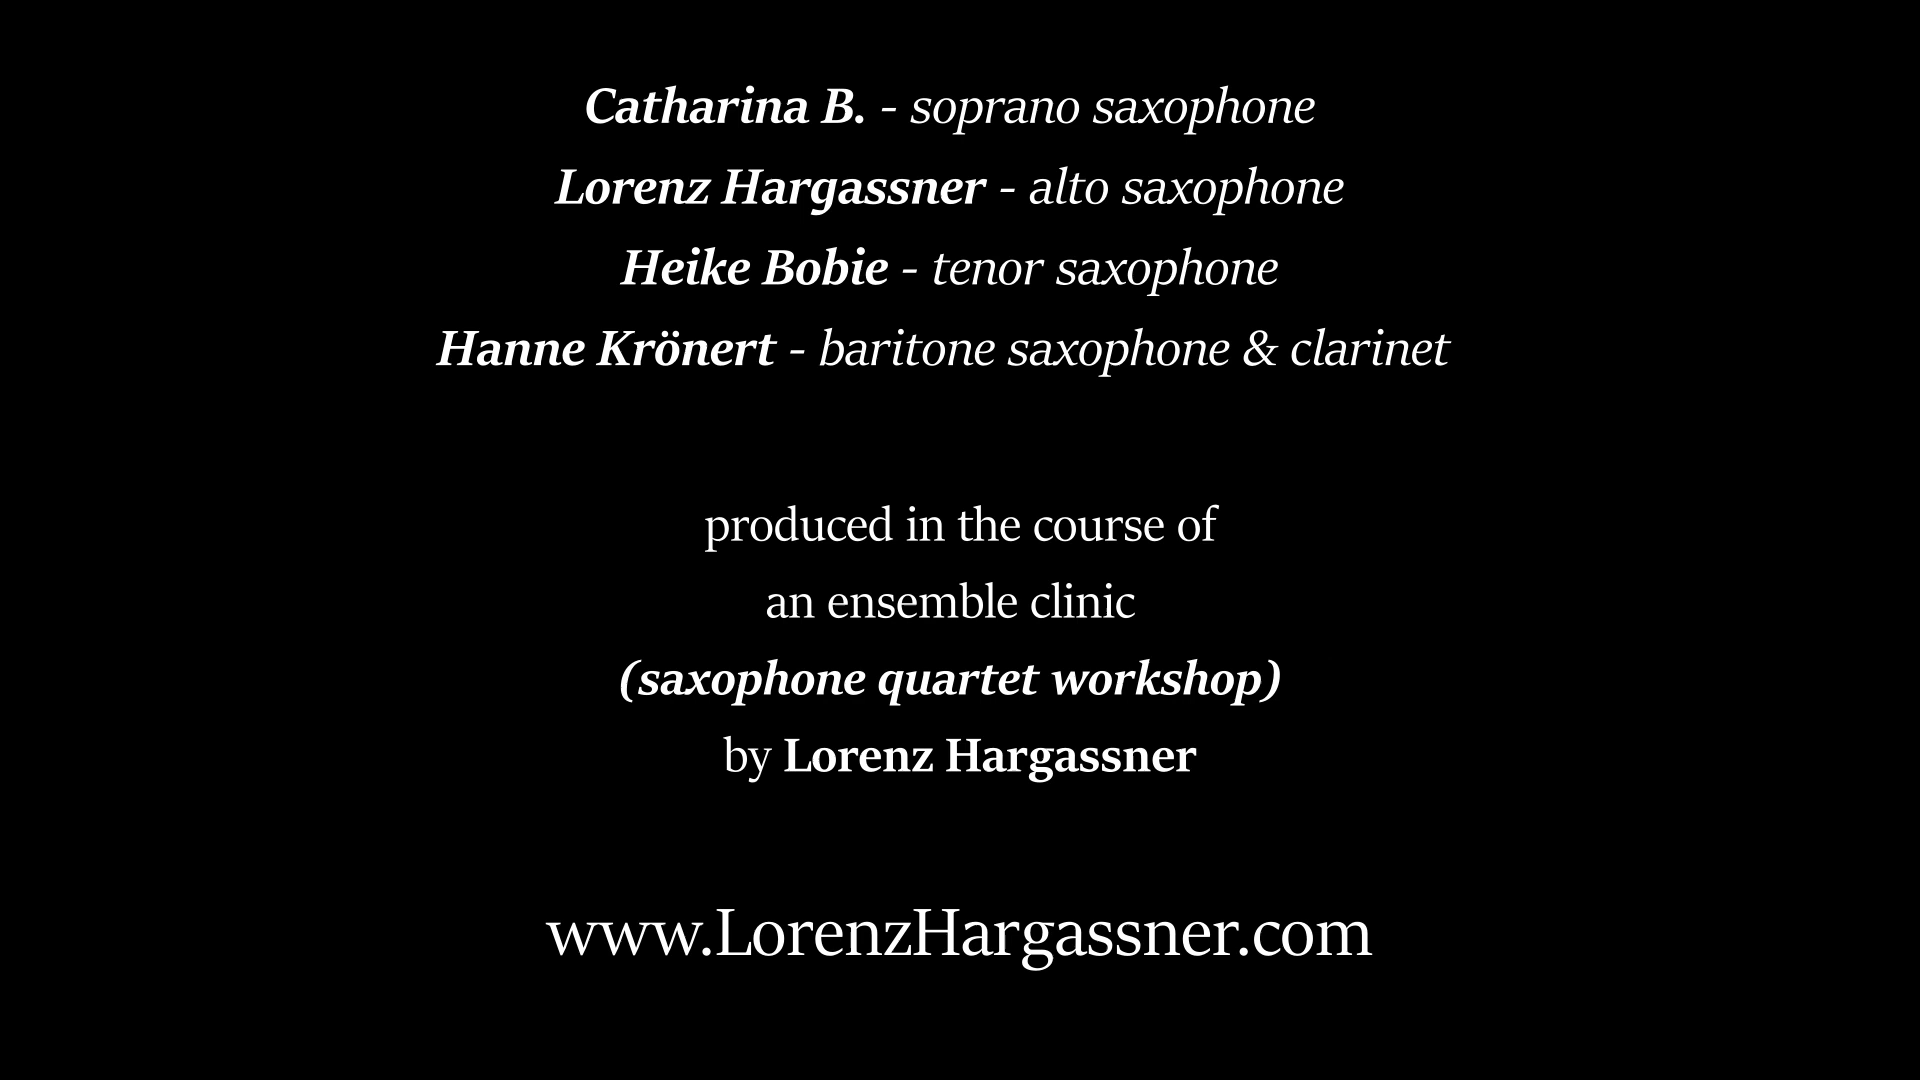 Catharina B. - soprano saxophone
Lorenz Hargassner - alto saxophone
Heike Bobie - tenor saxophone
Hanne Krönert - baritone saxophone & clarinet
produced in the course of
an ensemble clinic
(saxophone quartet workshop)
by Lorenz Hargassner
www.LorenzHargassner.com